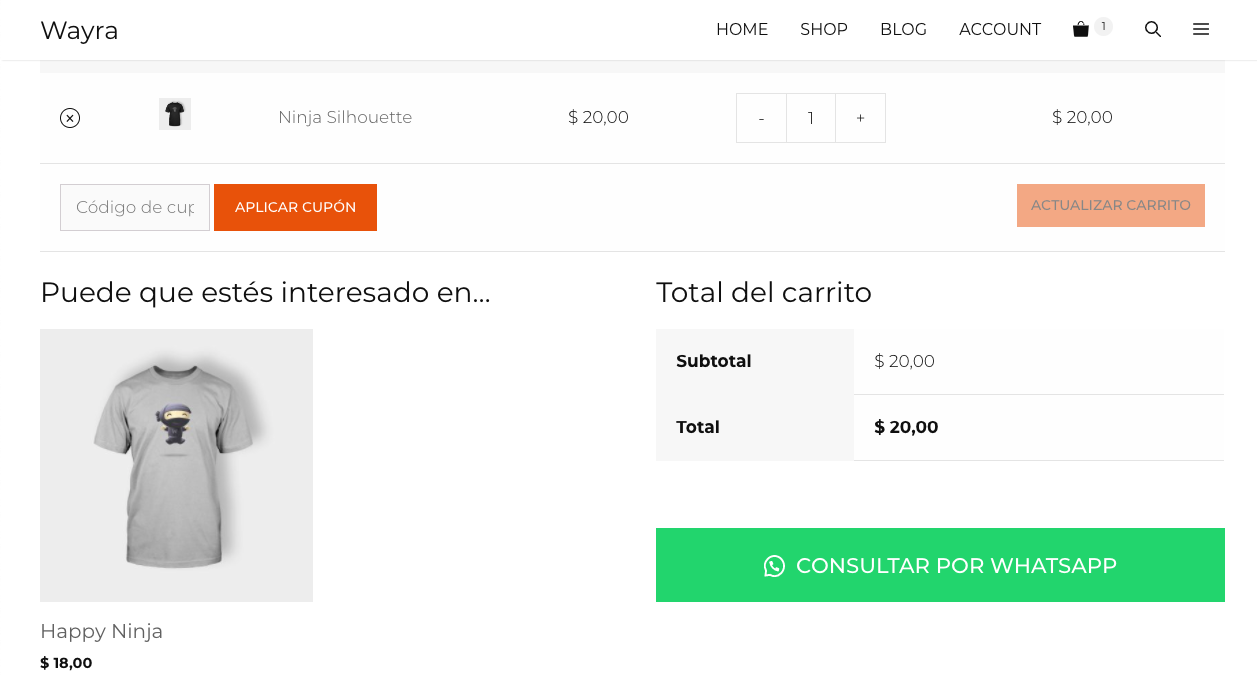 Wayra
HOME SHOP BLOG ACCOUNT 1
Ninja Silhouette $ 20,00 - 1 + $ 20,00
Código de cup APLICAR CUPÓN ACTUALIZAR CARRITO
Puede que estés interesado en...
Total del carrito
Subtotal $ 20,00
Total $ 20,00
CONSULTAR POR WHATSAPP
Happy Ninja
$ 18,00